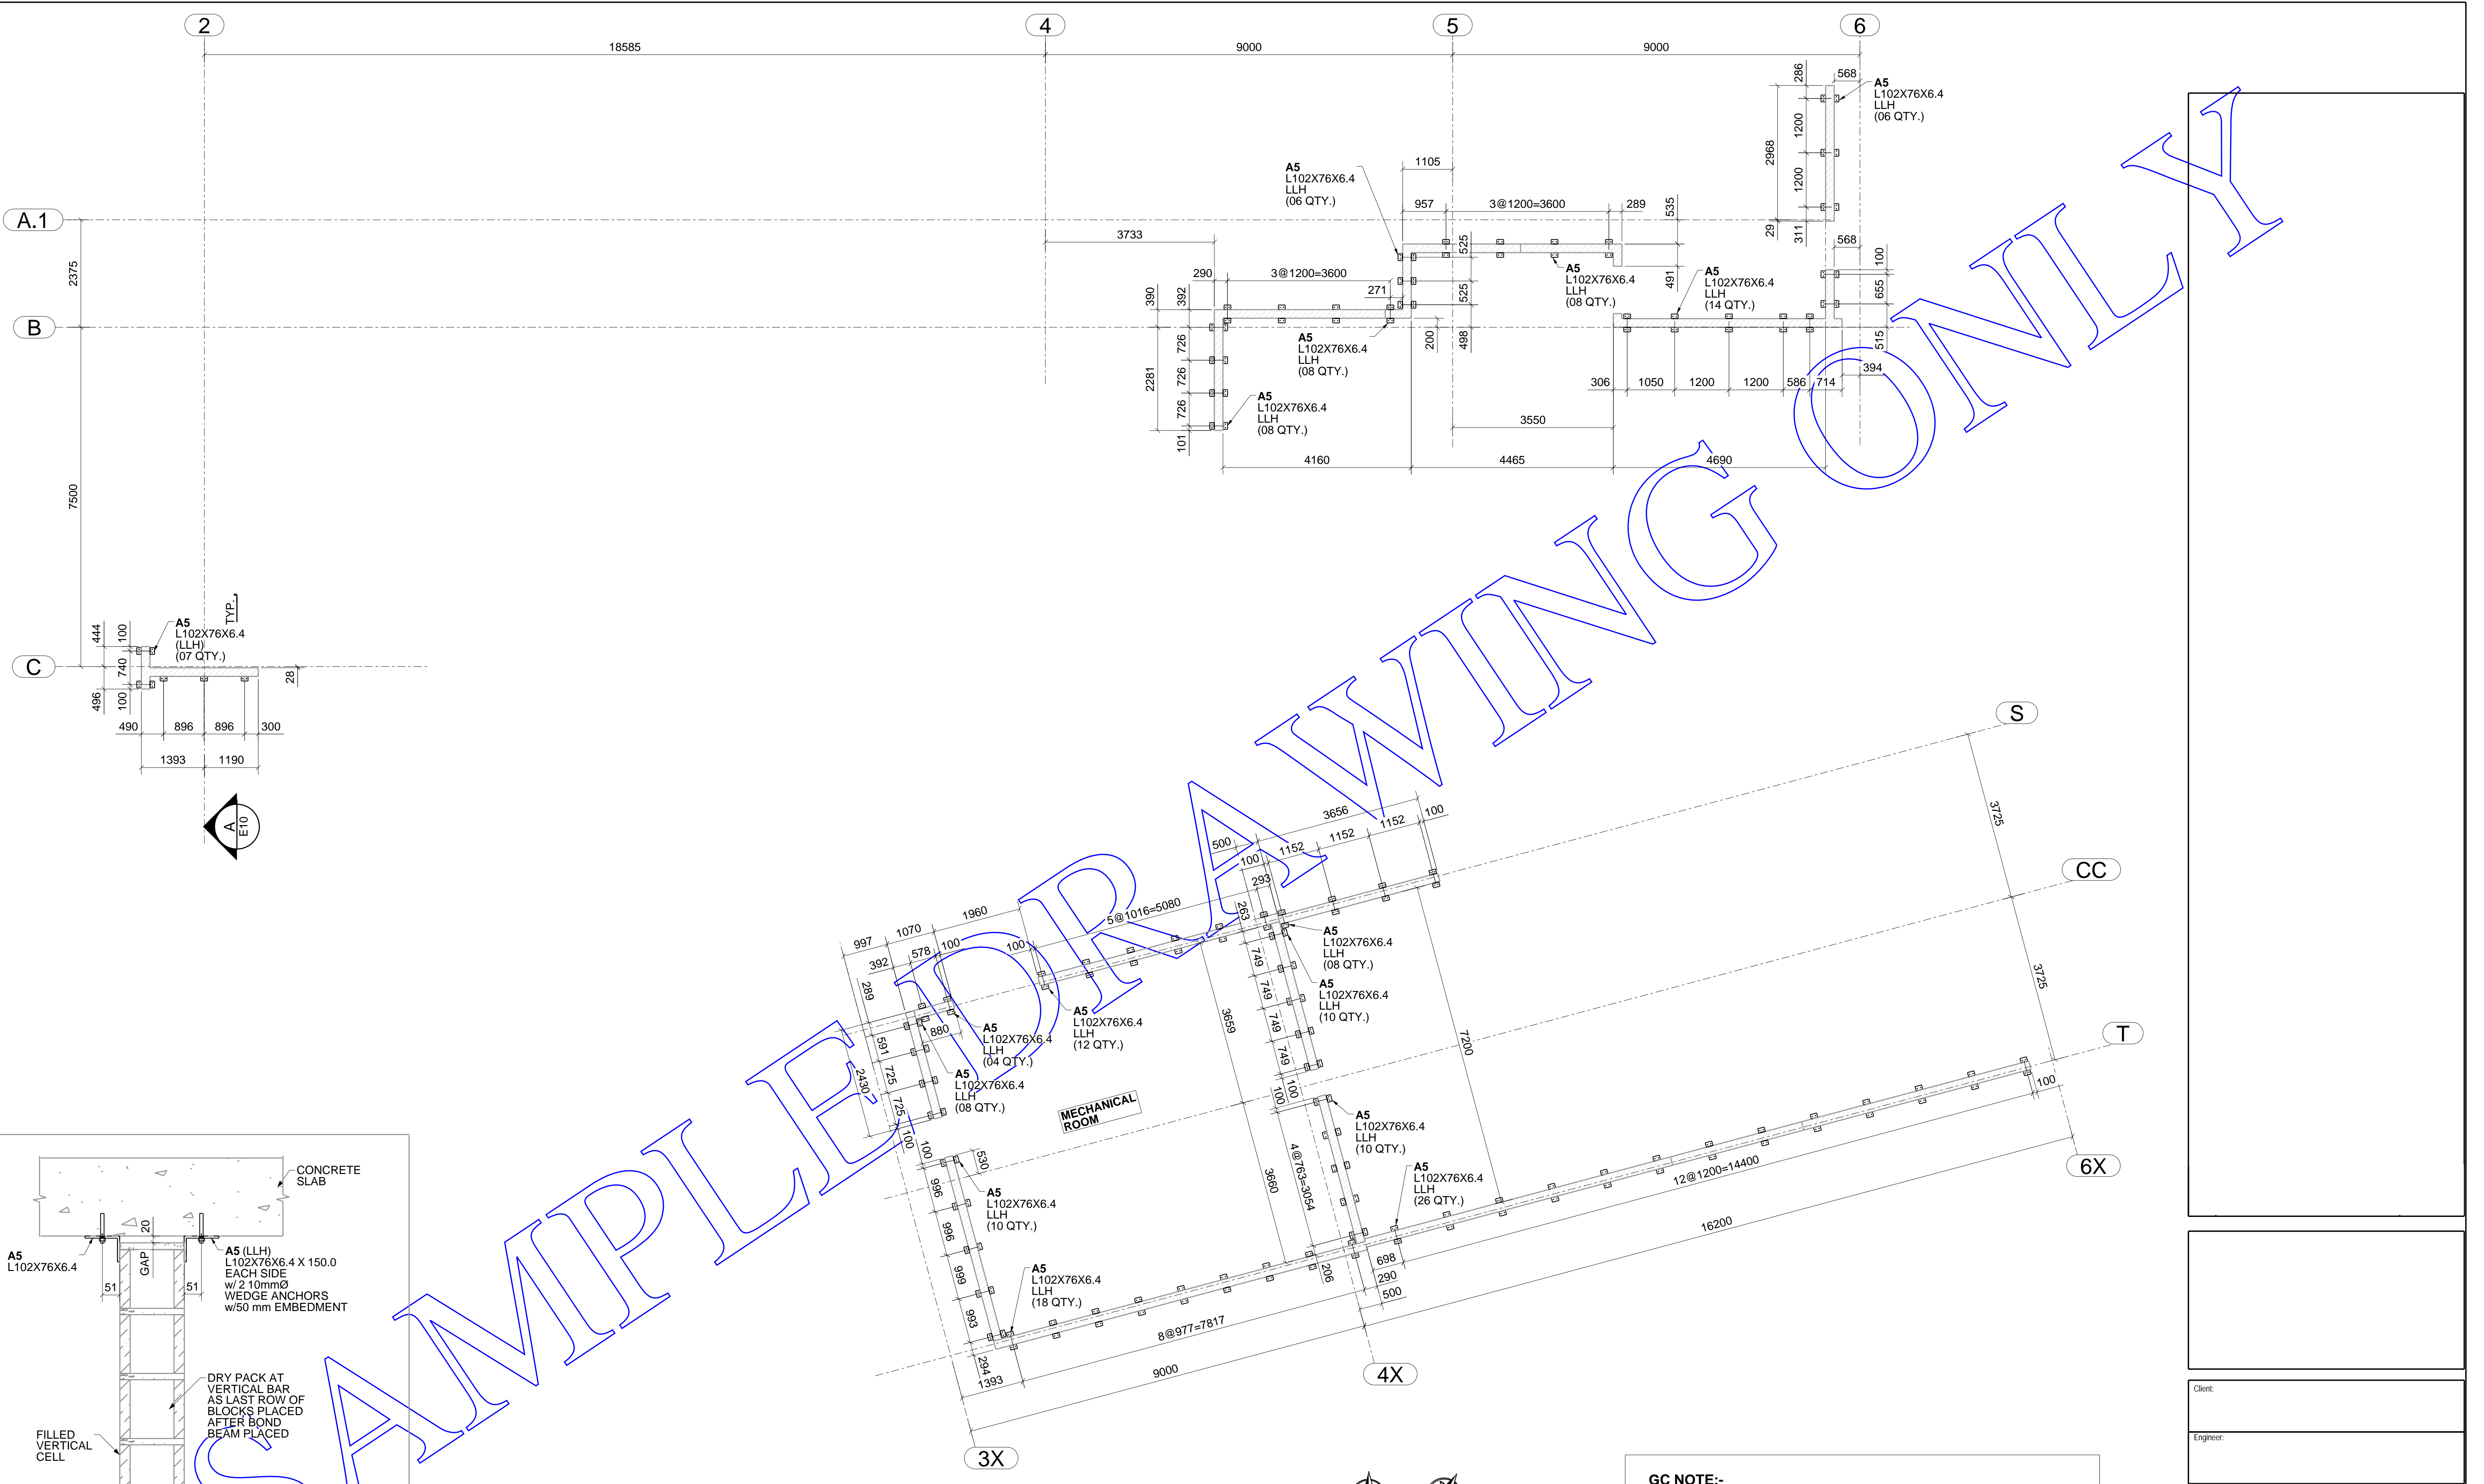 2
4
5
6
18585
9000
9000
286
568
A5
L102X76X6.4
LLH
(06 QTY.)
1200
2968
1200
29
311
568
A5
L102X76X6.4
LLH
(06 QTY.)
1105
957
3@1200=3600
289
535
A.1
3733
525
22375
290
3@1200=3600
271
525
A5
L102X76X6.4
LLH
(08 QTY.)
491
A5
L102X76X6.4
LLH
(14 QTY.)
100
655
515
390
392
B
A5
L102X76X6.4
LLH
(08 QTY.)
200
498
726
726
726
2281
101
A5
L102X76X6.4
LLH
(08 QTY.)
306
1050
1200
1200
586
714
394
3550
4160
4465
4690
7500
TYP.
444
100
A5
L102X76X6.4
(LLH)
(07 QTY.)
C
740
28
496
100
490
896
896
300
1393
1190
A
E10
S
3725
CC
3725
T
3656
100
1152
1152
1152
500
100
293
5@1016=5080
263
1960
1070
997
100
578
100
392
289
A5
L102X76X6.4
LLH
(08 QTY.)
749
749
749
749
100
A5
L102X76X6.4
LLH
(10 QTY.)
3659
7200
880
A5
L102X76X6.4
LLH
(12 QTY.)
A5
L102X76X6.4
LLH
(04 QTY.)
591
725
725
2430
100
A5
L102X76X6.4
LLH
(08 QTY.)
MECHANICAL
ROOM
100
A5
L102X76X6.4
LLH
(10 QTY.)
100
100
530
996
996
999
993
294
A5
L102X76X6.4
LLH
(10 QTY.)
3660
4@763=3054
A5
L102X76X6.4
LLH
(26 QTY.)
12@1200=14400
16200
6X
206
698
290
500
A5
L102X76X6.4
LLH
(18 QTY.)
8@977=7817
1393
9000
4X
3X
CONCRETE
SLAB
20
GAP
A5
L102X76X6.4
51
51
A5 (LLH)
L102X76X6.4 X 150.0
EACH SIDE
w/ 2 10mmØ
WEDGE ANCHORS
w/50 mm EMBEDMENT
DRY PACK AT
VERTICAL BAR
AS LAST ROW OF
BLOCKS PLACED
AFTER BOND
BEAM PLACED
FILLED
VERTICAL
CELL
SAMPLE DRAWING ONLY
GC NOTE:-
Client:
Engineer: